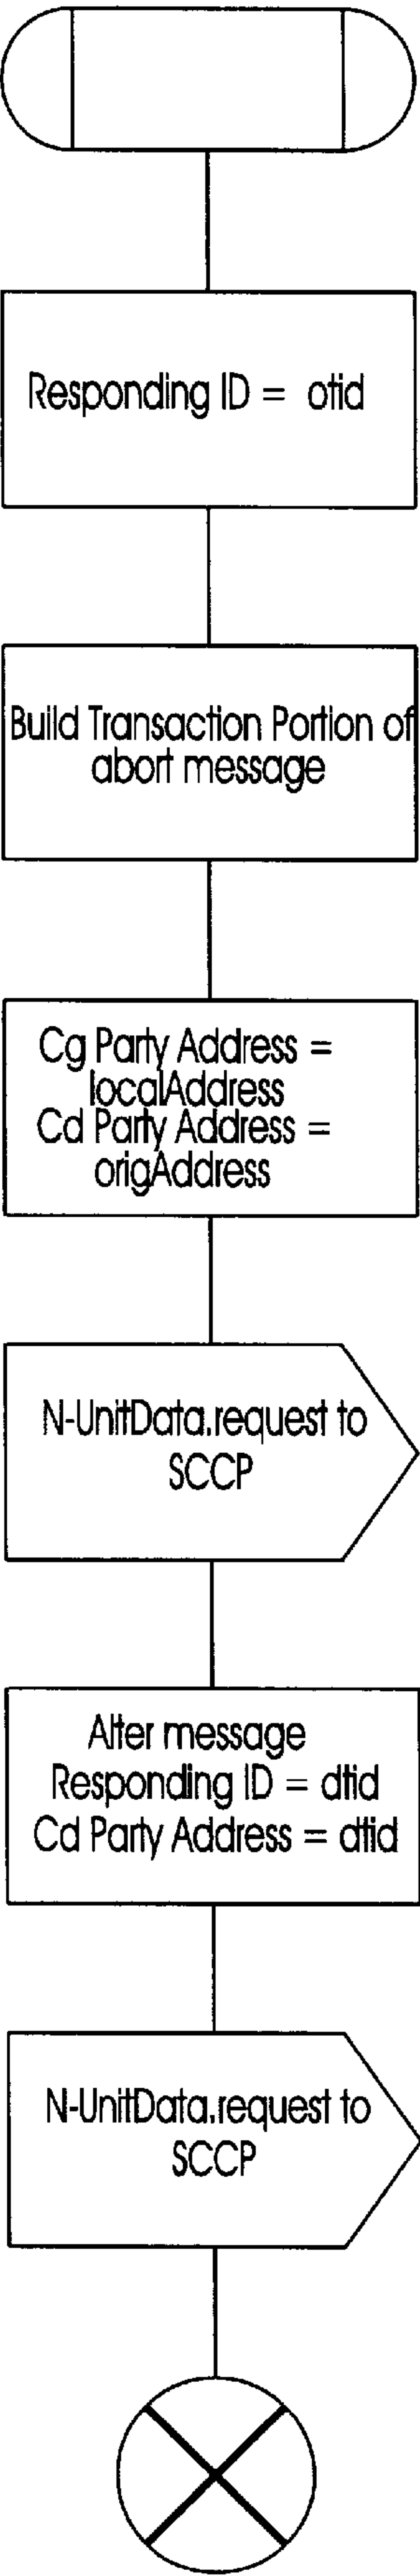 Responding ID = otid
Build Transaction Portion of
abort message
Cg Party Address =
localAddress
Cd Party Address =
origAddress
N-UnitData.request to
SCCP
Alter message
Responding ID = dtid
Cd Party Address = dtid
N-UnitData.request to
SCCP